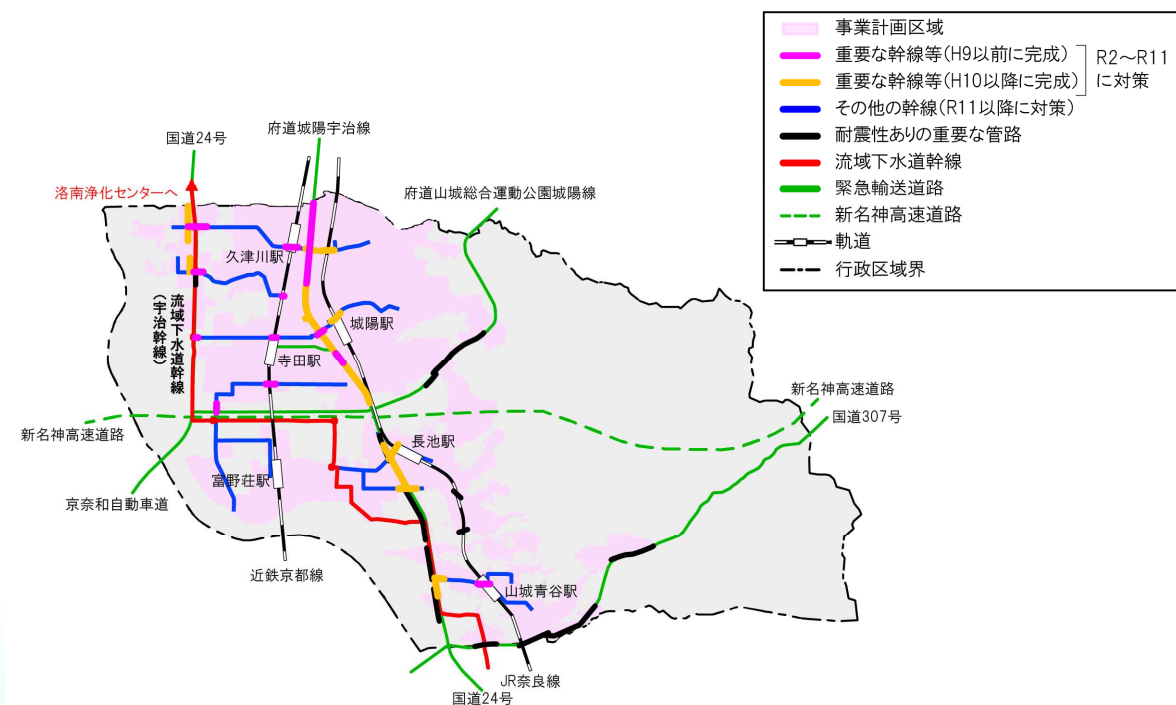 事業計画区域
重要な幹線等(H9以前に完成)
重要な幹線等(H10以降に完成)
R2～R11
に対策
その他の幹線(R11以降に対策)
耐震性ありの重要な管路
流域下水道幹線
緊急輸送道路
新名神高速道路
軌道
行政区域界
国道24号
府道城陽宇治線
洛南浄化センターへ
府道山城総合運動公園城陽線
久津川駅
流域下水道幹線
(宇治幹線)
城陽駅
寺田駅
新名神高速道路
国道307号
新名神高速道路
長池駅
富野荘駅
京奈和自動車道
近鉄京都線
山城青谷駅
JR奈良線
国道24号